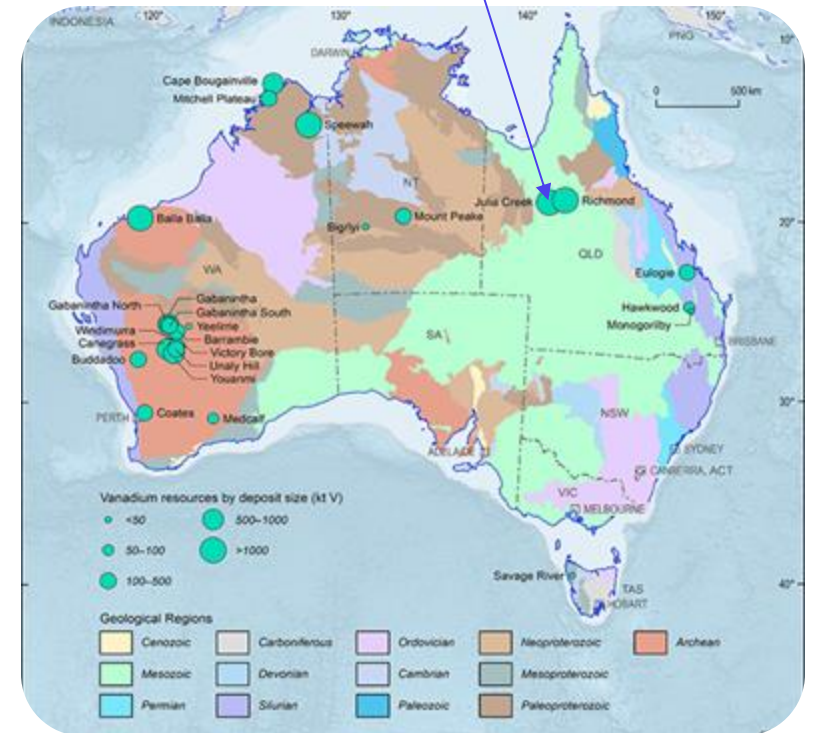 INDONESIA
120°
130°
140°
150°
PNG
10°
DARWIN
Cape Bougainville
Mitchell Plateau
0 500 km
Speewah
NT
Julia Creek
Richmond
Balla Balla
Mount Peake
Bigrlyi
20°
QLD
WA
Eulogie
Gabanintha North
Gabanintha
Gabanintha South
Hawkwood
Windimurra
Yeelirrie
Monogorilby
Canegrass
Barrambie
SA
BRISBANE
Buddadoo
Victory Bore
Unaly Hill
Youanmi
30°
PERTH
Coates
Medcalf
NSW
ADELAIDE
SYDNEY
CANBERRA, ACT
VIC
MELBOURNE
Vanadium resources by deposit size (kt V)
<50
500–1000
50–100
>1000
100–500
Savage River
40°
TAS
HOBART
Geological Regions
Cenozoic
Carboniferous
Ordovician
Neoproterozoic
Archean
Mesozoic
Devonian
Cambrian
Mesoproterozoic
Permian
Silurian
Paleozoic
Paleoproterozoic